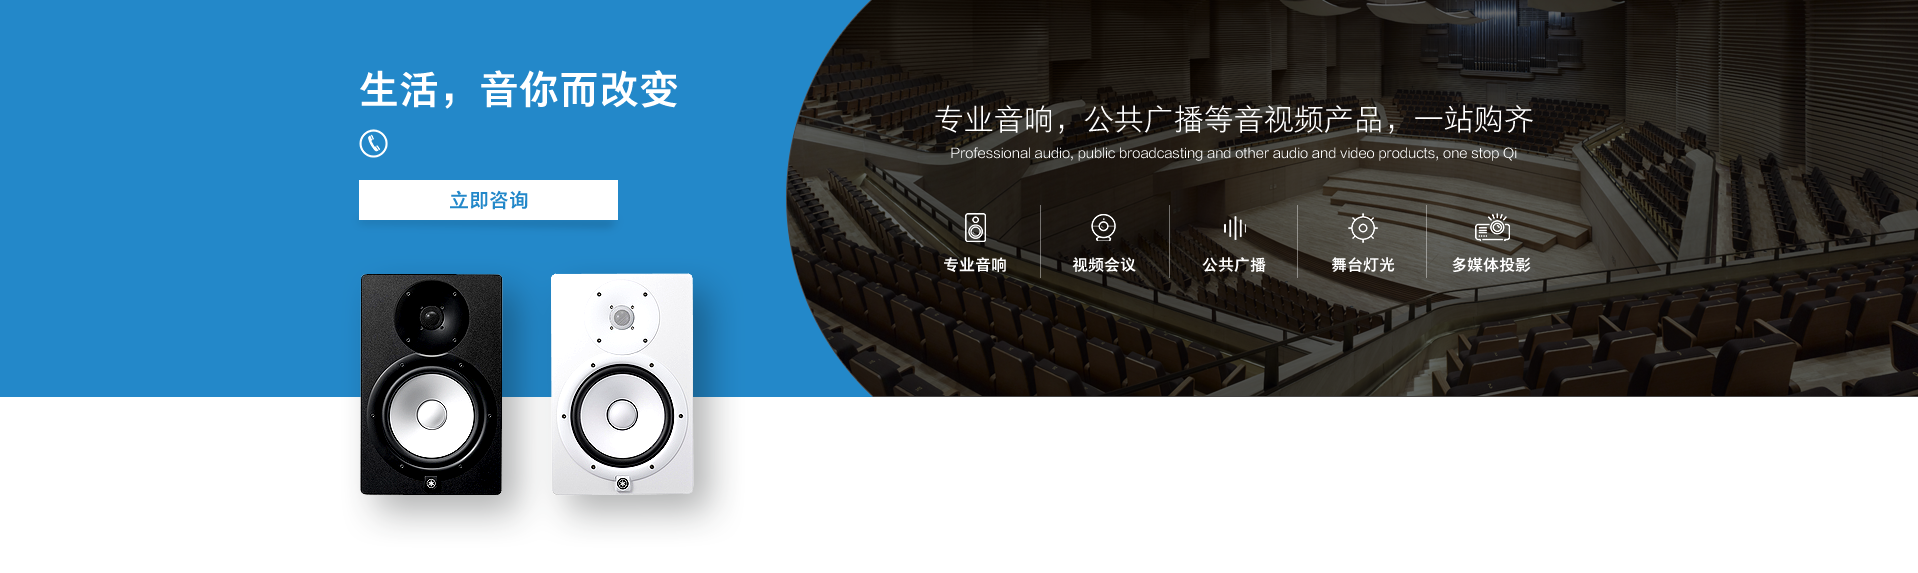 生活，音你而改变
立即咨询
专业音响，公共广播等音视频产品，一站购齐
Professional audio, public broadcasting and other audio and video products, one stop Qi
专业音响
视频会议
公共广播
舞台灯光
多媒体投影